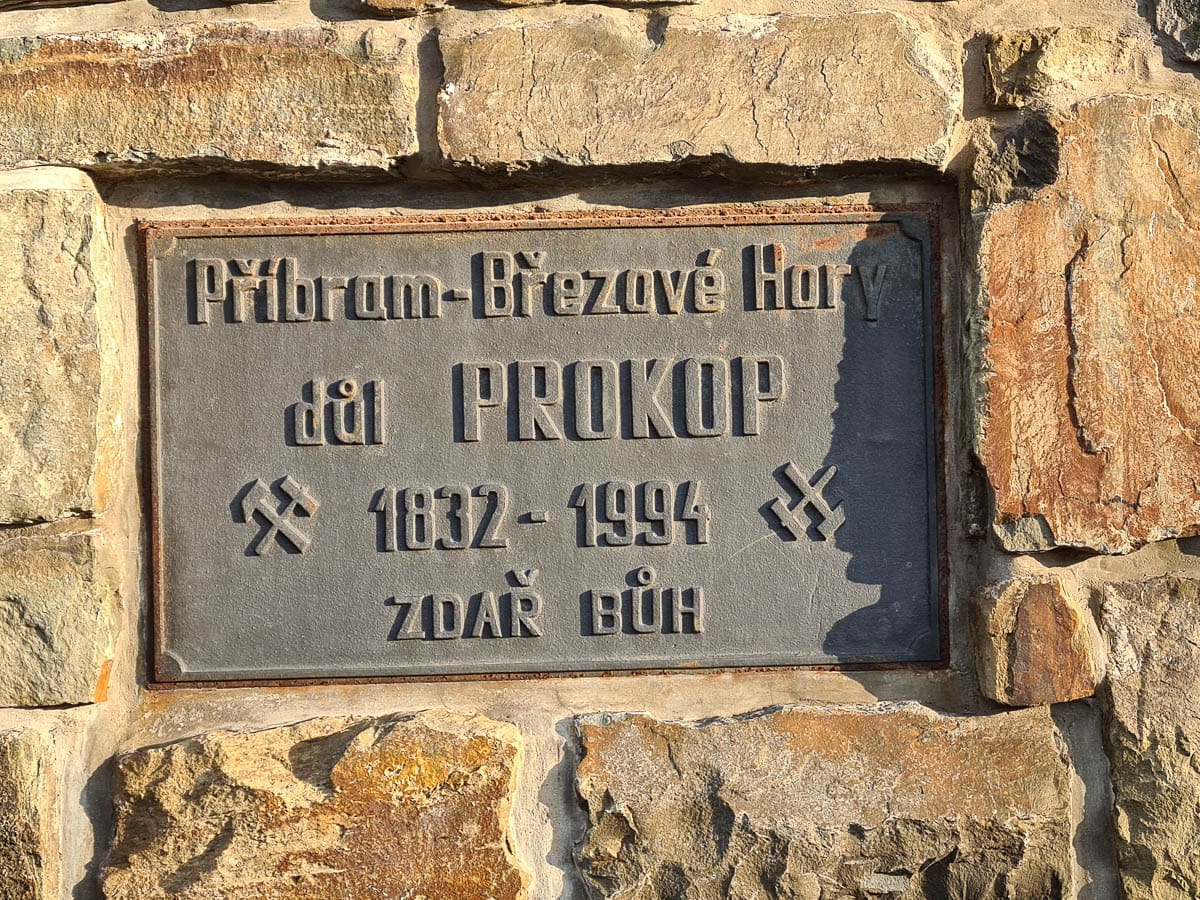 Příbram-Březové Hory
důl PROKOP
1832 - 1994
ZDAŘ BŮH